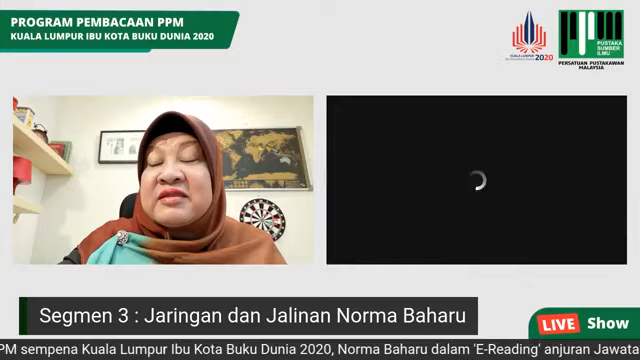 PROGRAM PEMBACAAN PPM
KUALA LUMPUR IBU KOTA BUKU DUNIA 2020
2020
PUSTAKA
SUMBER
ILMU
PERSATUAN PUSTAKAWAN
MALAYSIA
Segmen 3 : Jaringan dan Jalinan Norma Baharu
LIVE Show
PM sempena Kuala Lumpur Ibu Kota Buku Dunia 2020, Norma Baharu dalam 'E-Reading' anjuran Jawata